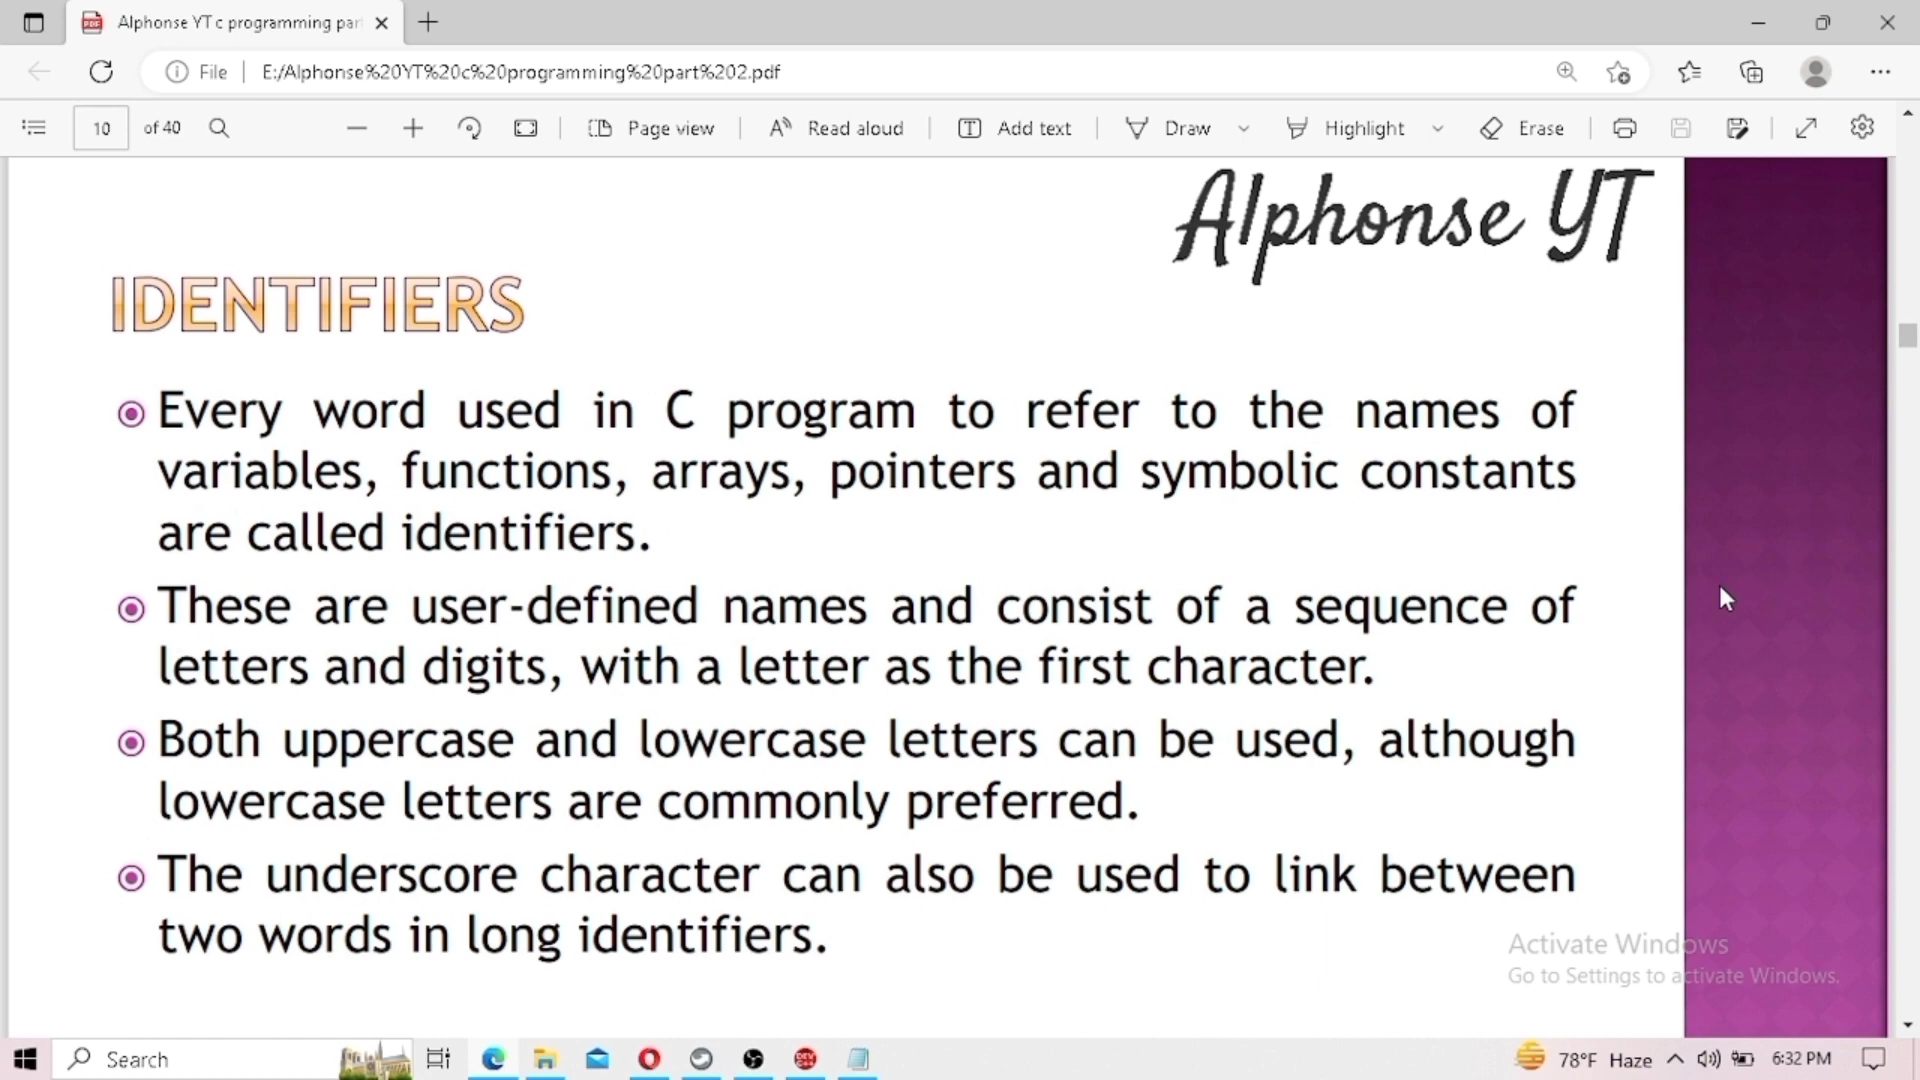 Alphonse YT c programming par
File
E:/Alphonse%20YT%20c%20programming%20part%202.pdf
10 of 40
Page view
Read aloud
Add text
Draw
Highlight
Erase
Alphonse YT
IDENTIFIERS
Every word used in C program to refer to the names of
variables, functions, arrays, pointers and symbolic constants
are called identifiers.
These are user-defined names and consist of a sequence of
letters and digits, with a letter as the first character.
Both uppercase and lowercase letters can be used, although
lowercase letters are commonly preferred.
The underscore character can also be used to link between
two words in long identifiers.
Activate Windows
Go to Settings to activate Windows.
Search
78°F Haze
6:32 PM